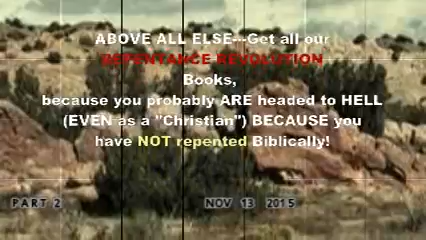 ABOVE ALL ELSE---Get all our
REPENTANCE REVOLUTION
Books,
because you probably ARE headed to HELL
(EVEN as a "Christian") BECAUSE you
have NOT repented Biblically!
PART 2 NOV 13 2015